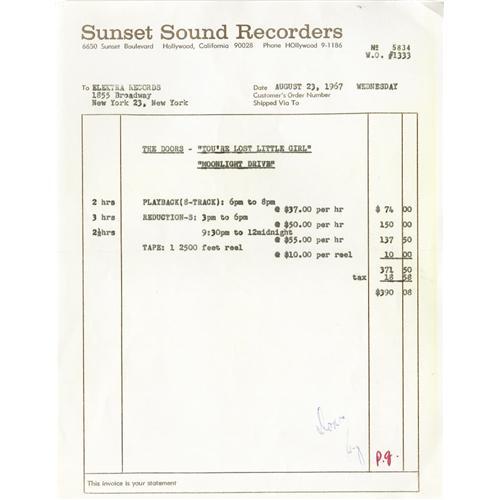 Sunset Sound Recorders
6650 Sunset Boulevard Hollywood, California 90028 Phone HOllywood 9-1186
Nº 5834
W.O. #1333
To ELEKTRA RECORDS Date AUGUST 23, 1967 WEDNESDAY
1855 Broadway Customer's Order Number
New York 23, New York Shipped Via To
THE DOORS - "YOU'RE LOST LITTLE GIRL"
"MOONLIGHT DRIVE"
2 hrs PLAYBACK(8-TRACK): 6pm to 8pm
@ $37.00 per hr $ 74 00
3 hrs REDUCTION-S: 3pm to 6pm
@ $50.00 per hr 150 00
2½hrs 9:30pm to 12midnight
@ $55.00 per hr 137 50
TAPE: 1 2500 feet reel
@ $10.00 per reel 10 00
371 50
tax 18 58
$390 08
P.g.
This invoice is your statement